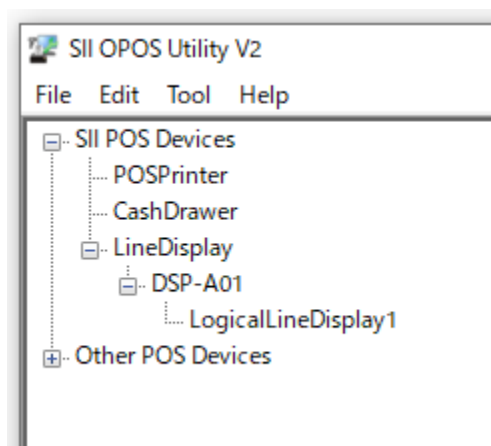 SII OPOS Utility V2
File Edit Tool Help
SII POS Devices
POSPrinter
CashDrawer
LineDisplay
DSP-A01
LogicalLineDisplay1
Other POS Devices